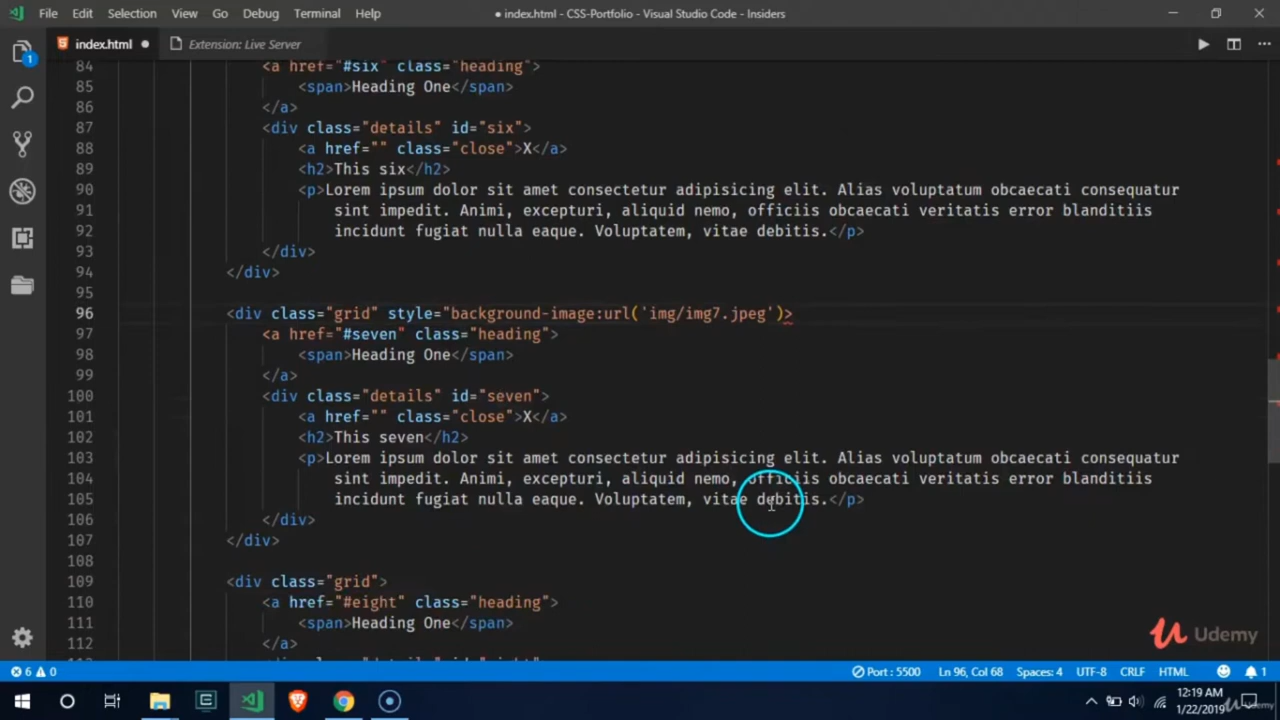 File Edit Selection View Go Debug Terminal Help
● index.html - CSS-Portfolio - Visual Studio Code - Insiders
index.html ●
Extension: Live Server
84 <a href="#six" class="heading">
85 <span>Heading One</span>
86 </a>
87 <div class="details" id="six">
88 <a href="" class="close">X</a>
89 <h2>This six</h2>
90 <p>Lorem ipsum dolor sit amet consectetur adipisicing elit. Alias voluptatum obcaecati consequatur
91 sint impedit. Animi, excepturi, aliquid nemo, officiis obcaecati veritatis error blanditiis
92 incidunt fugiat nulla eaque. Voluptatem, vitae debitis.</p>
93 </div>
94 </div>
95
96 <div class="grid" style="background-image:url('img/img7.jpeg')>
97 <a href="#seven" class="heading">
98 <span>Heading One</span>
99 </a>
100 <div class="details" id="seven">
101 <a href="" class="close">X</a>
102 <h2>This seven</h2>
103 <p>Lorem ipsum dolor sit amet consectetur adipisicing elit. Alias voluptatum obcaecati consequatur
104 sint impedit. Animi, excepturi, aliquid nemo, officiis obcaecati veritatis error blanditiis
105 incidunt fugiat nulla eaque. Voluptatem, vitae debitis.</p>
106 </div>
107 </div>
108
109 <div class="grid">
110 <a href="#eight" class="heading">
111 <span>Heading One</span>
112 </a>
1
Udemy
6 0
Port : 5500 Ln 96, Col 68 Spaces: 4 UTF-8 CRLF HTML 1
12:19 AM
1/22/2019
Udemy